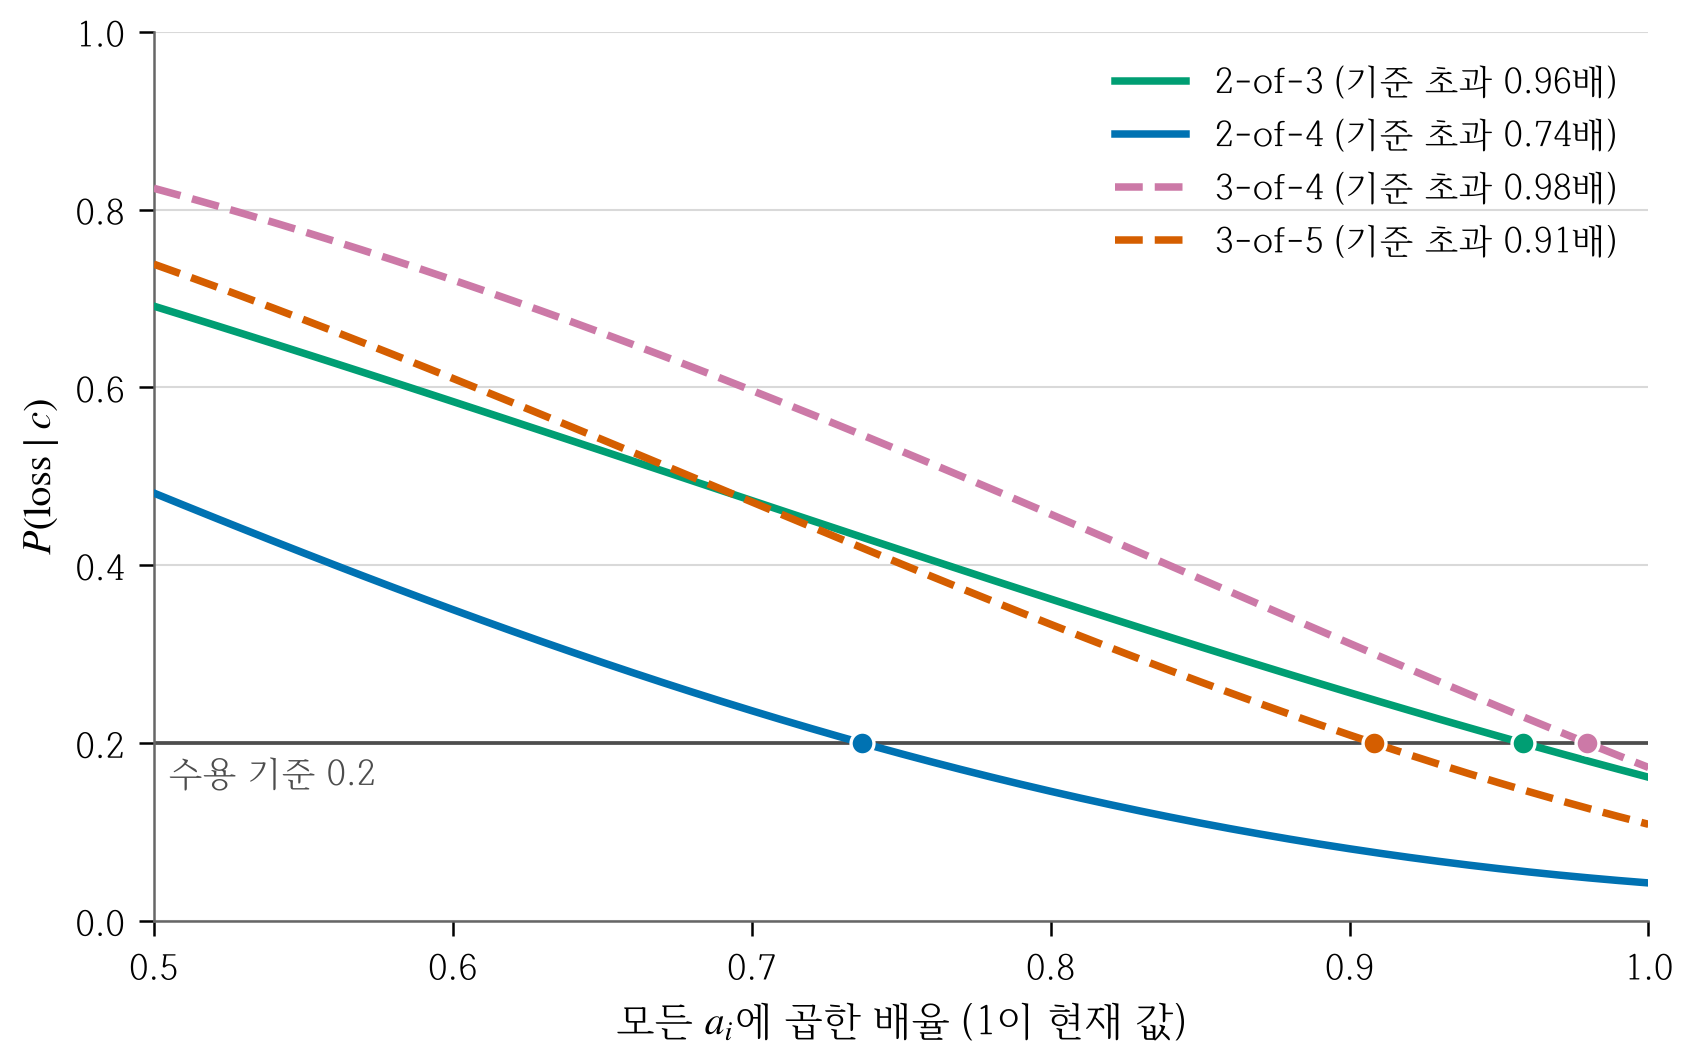 2-of-3 (기준 초과 0.96배)
2-of-4 (기준 초과 0.74배)
3-of-4 (기준 초과 0.98배)
3-of-5 (기준 초과 0.91배)
1.0
0.8
0.6
0.4
0.2
0.0
P(loss | c)
수용 기준 0.2
0.5 0.6 0.7 0.8 0.9 1.0
모든 aᵢ에 곱한 배율 (1이 현재 값)